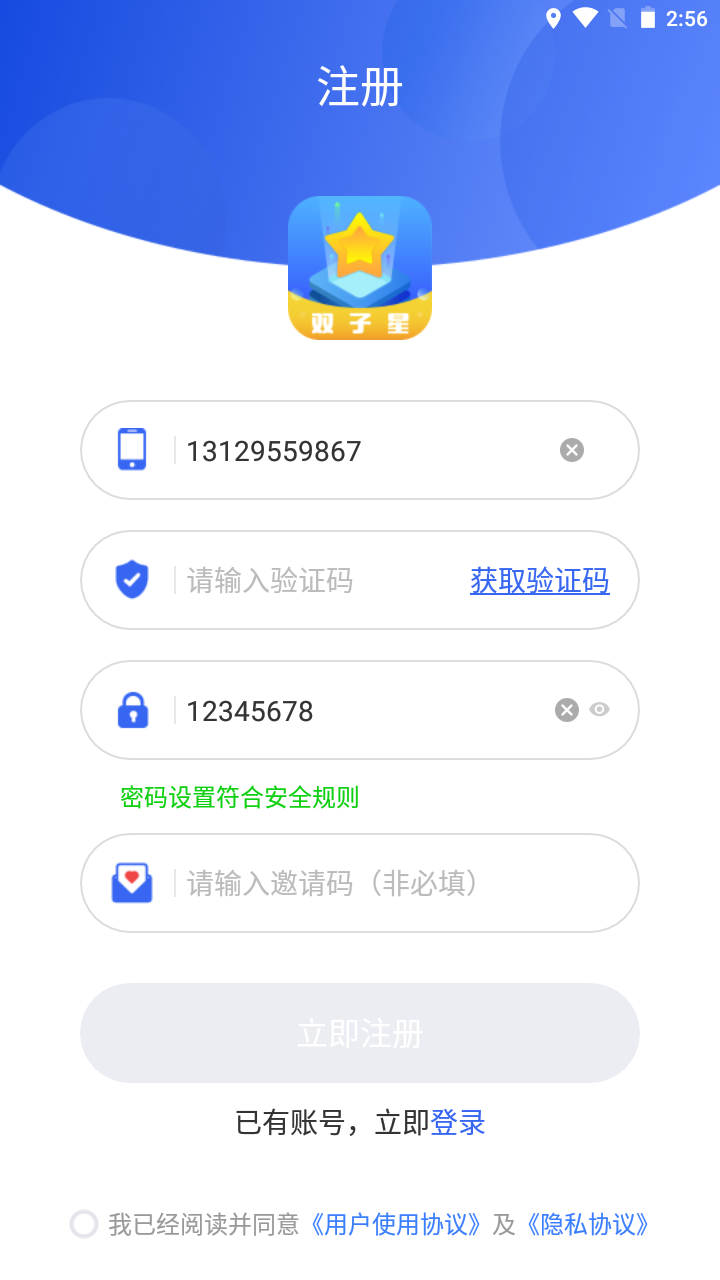 2:56
注册
双子星
13129559867
请输入验证码 获取验证码
12345678
密码设置符合安全规则
请输入邀请码（非必填）
立即注册
已有账号，立即登录
我已经阅读并同意《用户使用协议》及《隐私协议》